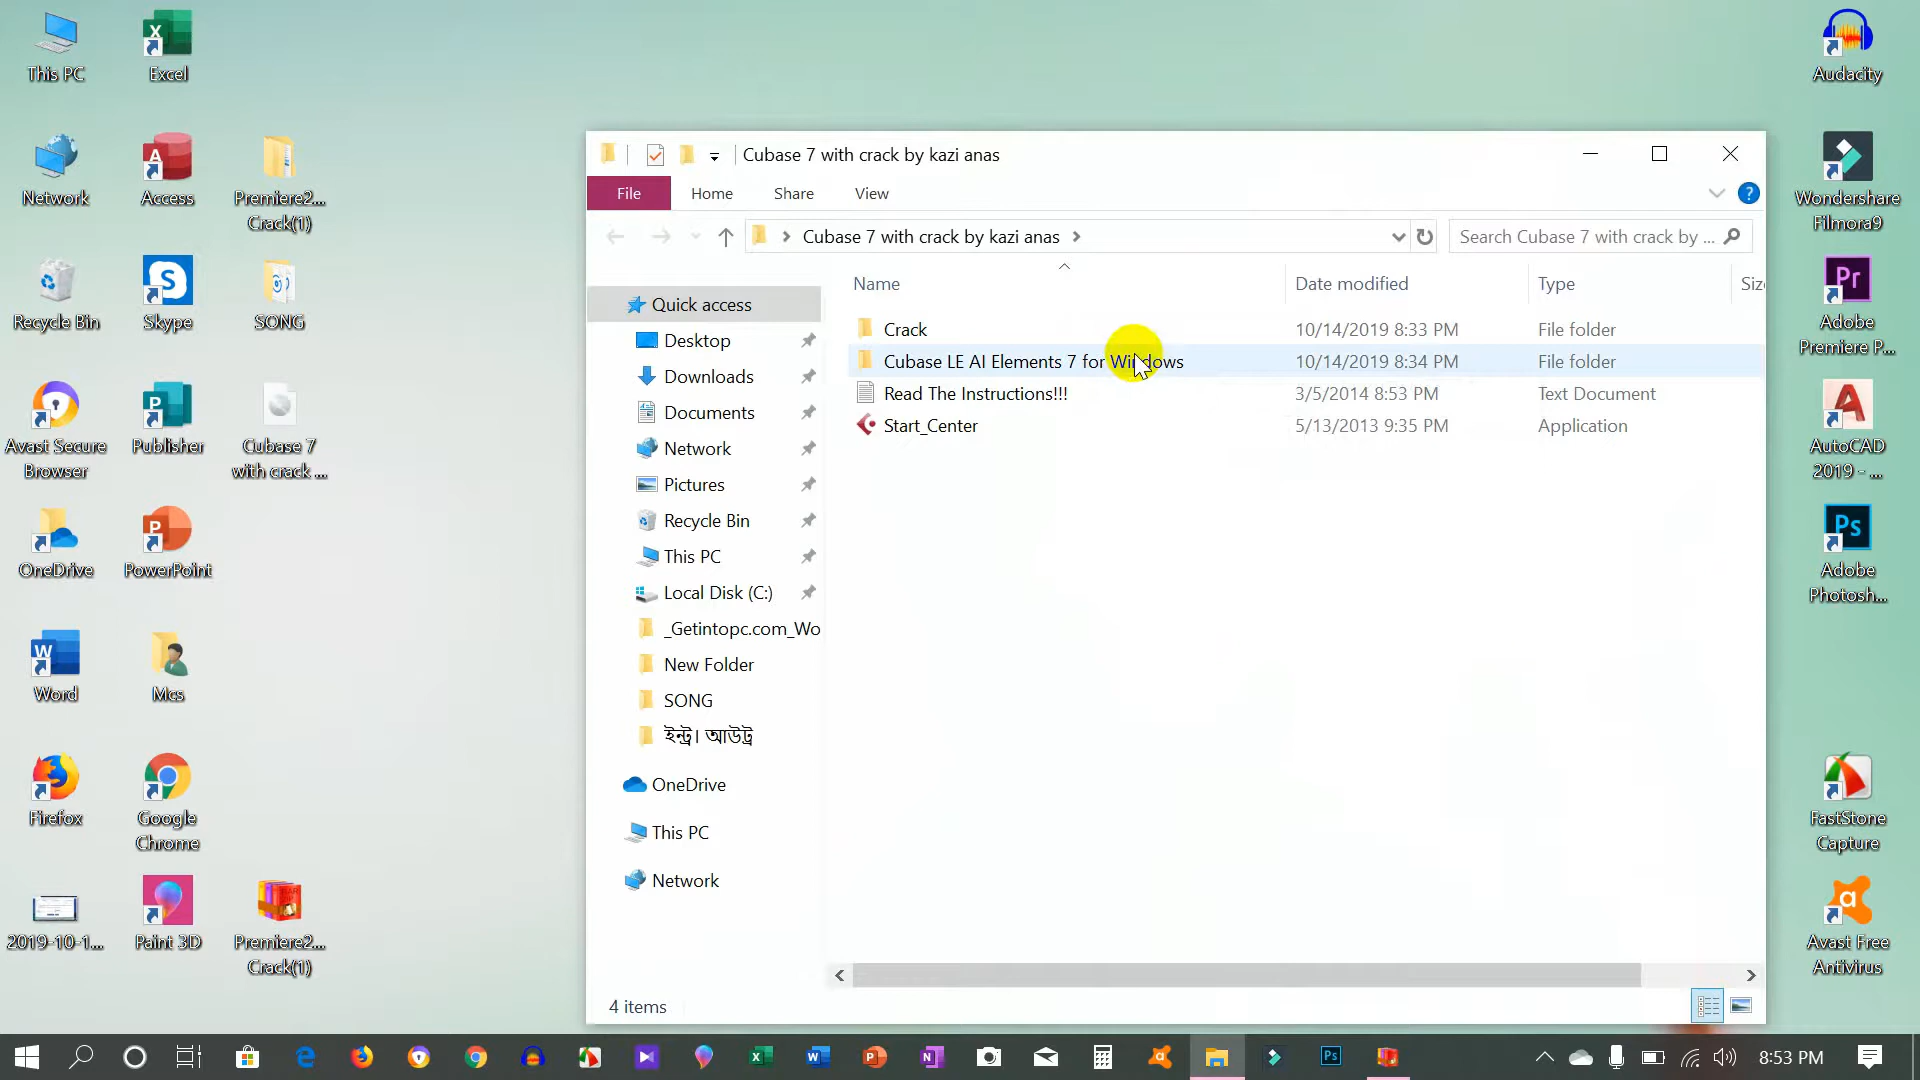 This PC
Excel
Network
Access
Premiere2...
Crack(1)
Recycle Bin
Skype
SONG
Avast Secure
Browser
Publisher
Cubase 7
with crack ...
OneDrive
PowerPoint
Word
Mcs
Firefox
Google
Chrome
2019-10-1...
Paint 3D
Premiere2...
Crack(1)
Cubase 7 with crack by kazi anas
File
Home
Share
View
Cubase 7 with crack by kazi anas
Search Cubase 7 with crack by ...
Name
Date modified
Type
Crack
10/14/2019 8:33 PM
File folder
Cubase LE AI Elements 7 for Windows
10/14/2019 8:34 PM
File folder
Read The Instructions!!!
3/5/2014 8:53 PM
Text Document
Start_Center
5/13/2013 9:35 PM
Application
Quick access
Desktop
Downloads
Documents
Network
Pictures
Recycle Bin
This PC
Local Disk (C:)
_Getintopc.com_Wo
New Folder
SONG
ইন্ট্রা আউট্র
OneDrive
This PC
Network
4 items
Audacity
Wondershare
Filmora9
Adobe
Premiere P...
AutoCAD
2019 - ...
Adobe
Photosh...
FastStone
Capture
Avast Free
Antivirus
8:53 PM